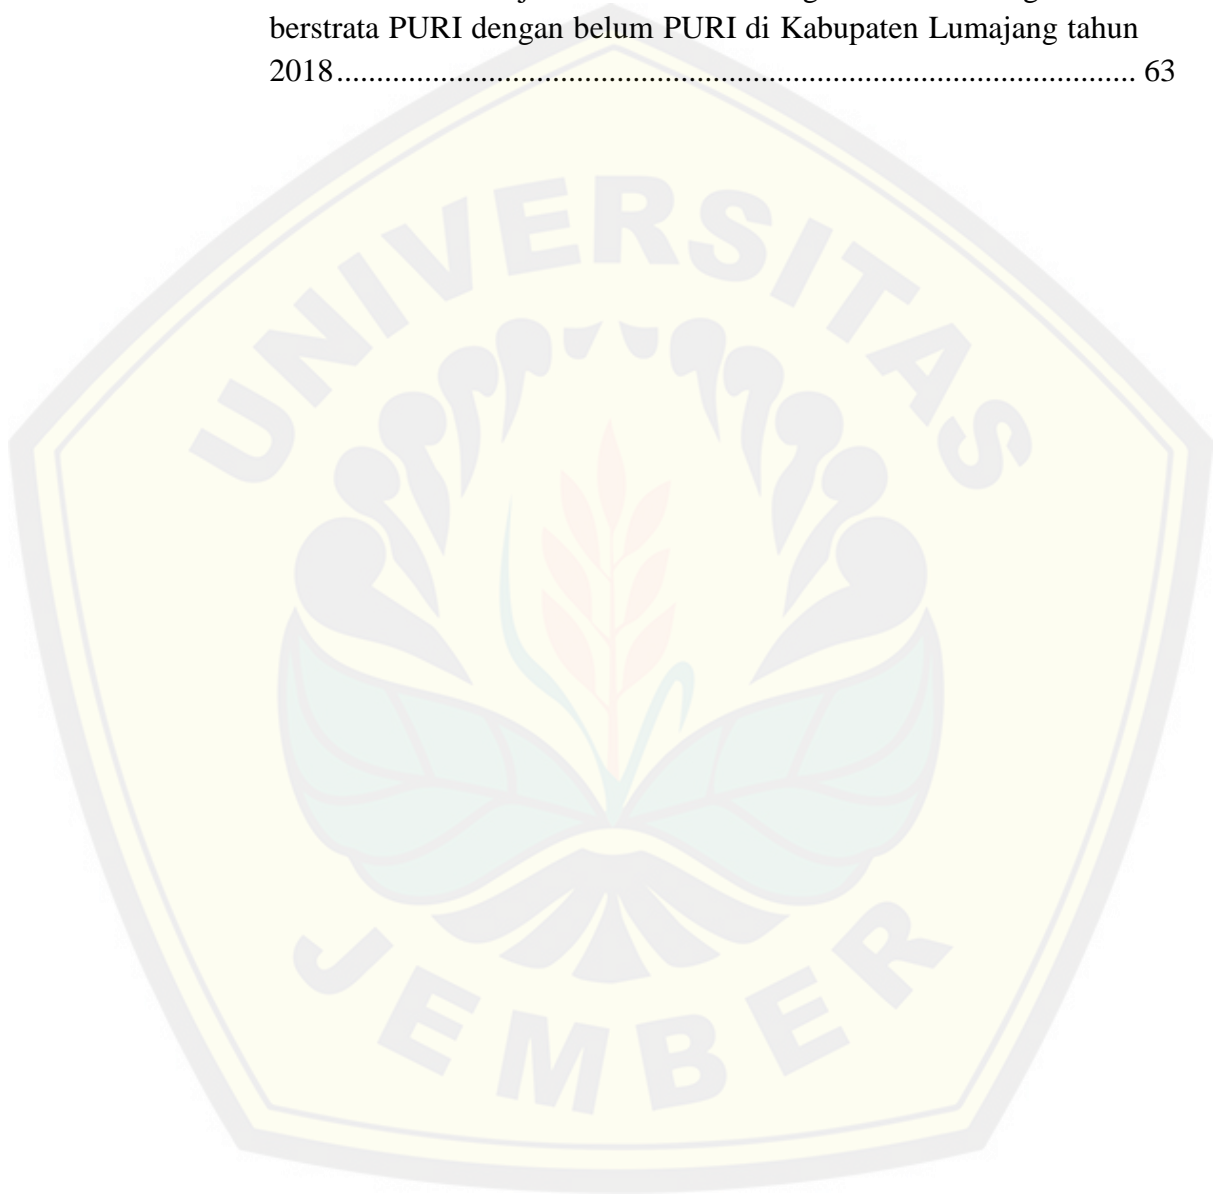 berstrata PURI dengan belum PURI di Kabupaten Lumajang tahun
2018.................................................................................................... 63
UNIVERSITAS
JEMBER